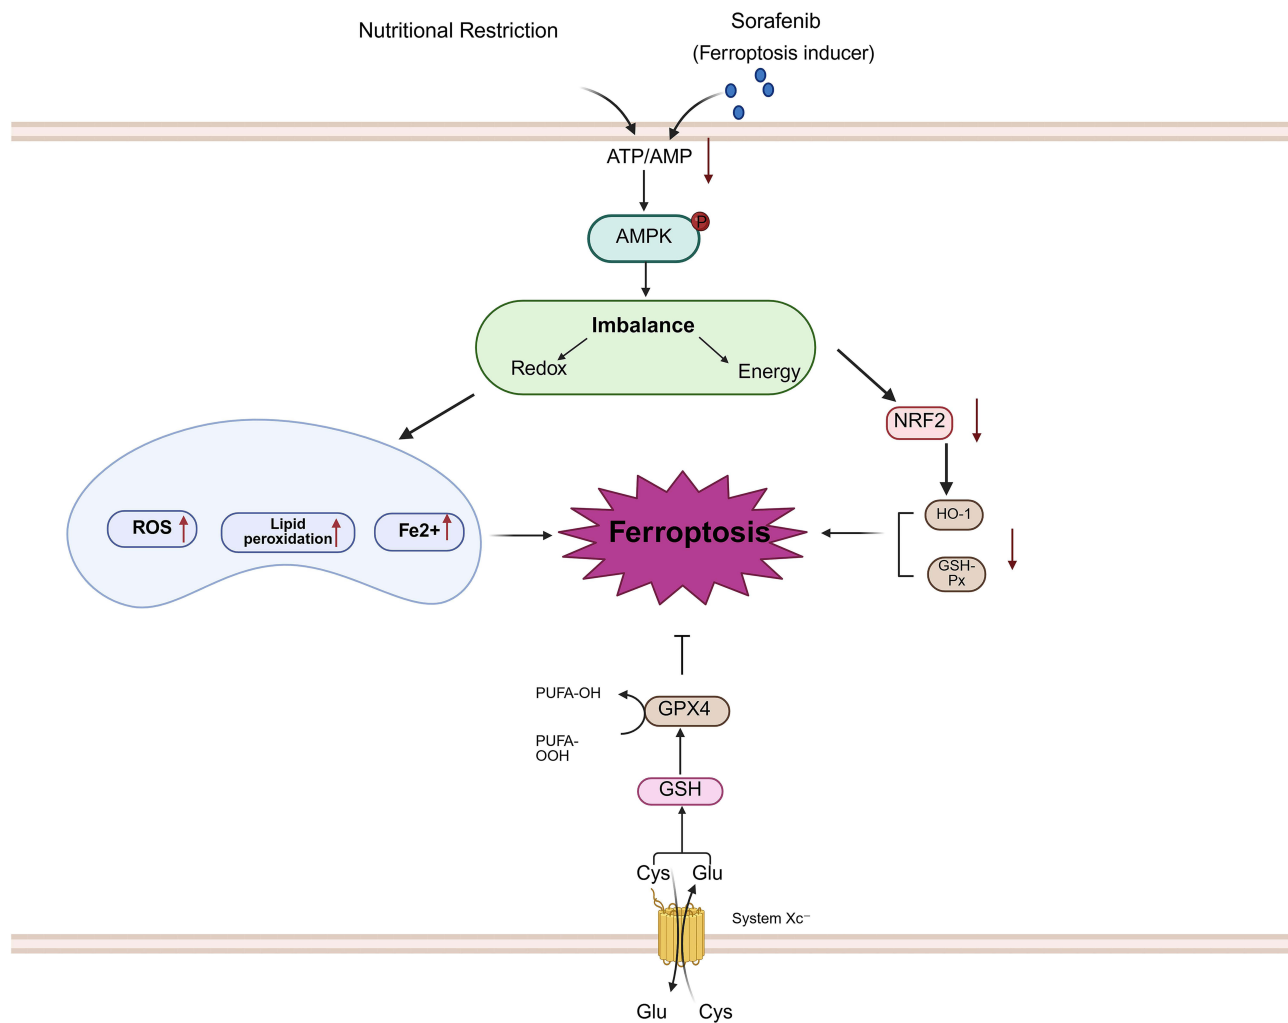 Nutritional Restriction
Sorafenib
(Ferroptosis inducer)
ATP/AMP
P
AMPK
Imbalance
Redox
Energy
NRF2
ROS
Lipid
peroxidation
Fe2+
Ferroptosis
HO-1
GSH-
Px
PUFA-OH
GPX4
PUFA-
OOH
GSH
Cys
Glu
System Xc⁻
Glu
Cys